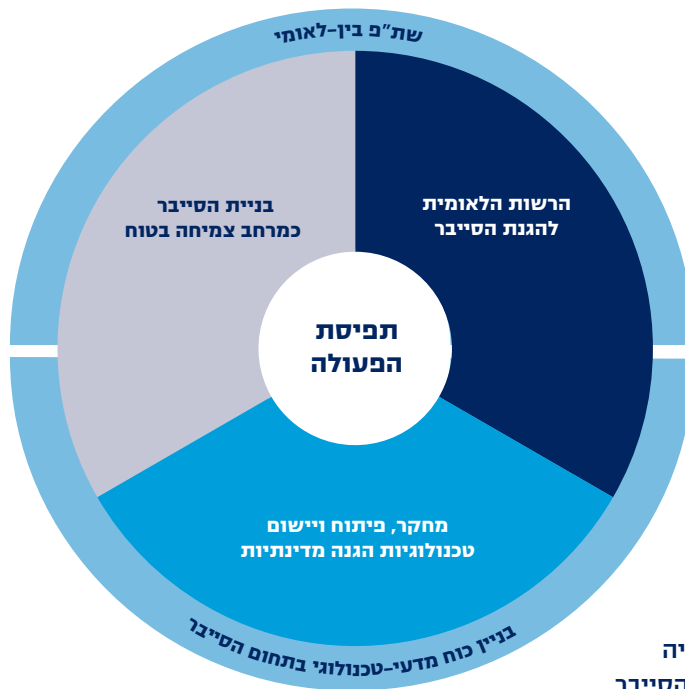 שת"פ בין-לאומי
הרשות הלאומית
להגנת הסייבר
בניית הסייבר
כמרחב צמיחה בטוח
תפיסת
הפעולה
מחקר, פיתוח ויישום
טכנולוגיות הגנה מדינתיות
בניין כוח מדעי-טכנולוגי בתחום הסייבר
הסייבר